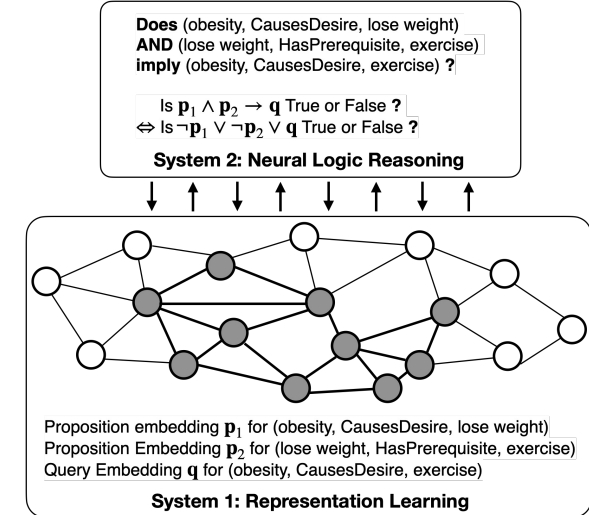 Does (obesity, CausesDesire, lose weight)
AND (lose weight, HasPrerequisite, exercise)
imply (obesity, CausesDesire, exercise) ?
Is p₁ ∧ p₂ → q True or False ?
⇔ Is ¬p₁ ∨ ¬p₂ ∨ q True or False ?
System 2: Neural Logic Reasoning
Proposition embedding p₁ for (obesity, CausesDesire, lose weight)
Proposition Embedding p₂ for (lose weight, HasPrerequisite, exercise)
Query Embedding q for (obesity, CausesDesire, exercise)
System 1: Representation Learning